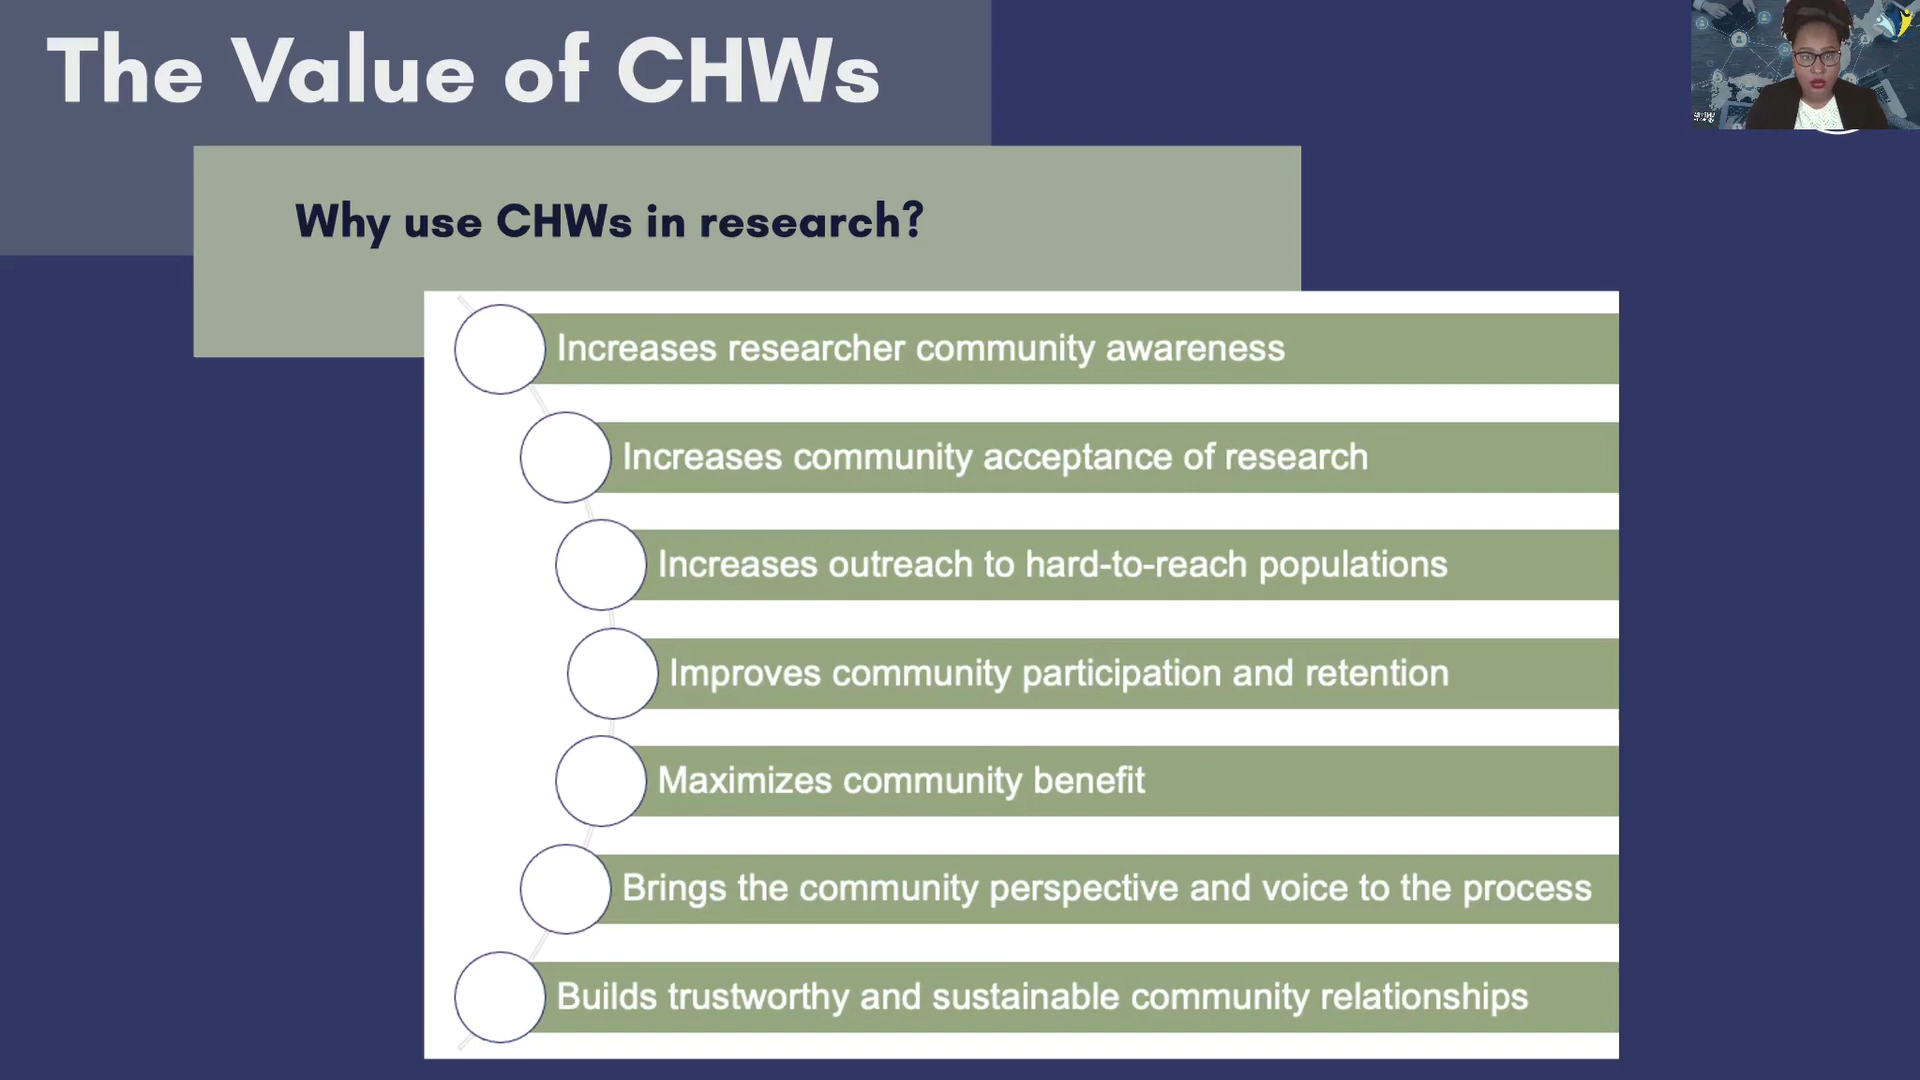 The Value of CHWs
Why use CHWs in research?
Increases researcher community awareness
Increases community acceptance of research
Increases outreach to hard-to-reach populations
Improves community participation and retention
Maximizes community benefit
Brings the community perspective and voice to the process
Builds trustworthy and sustainable community relationships